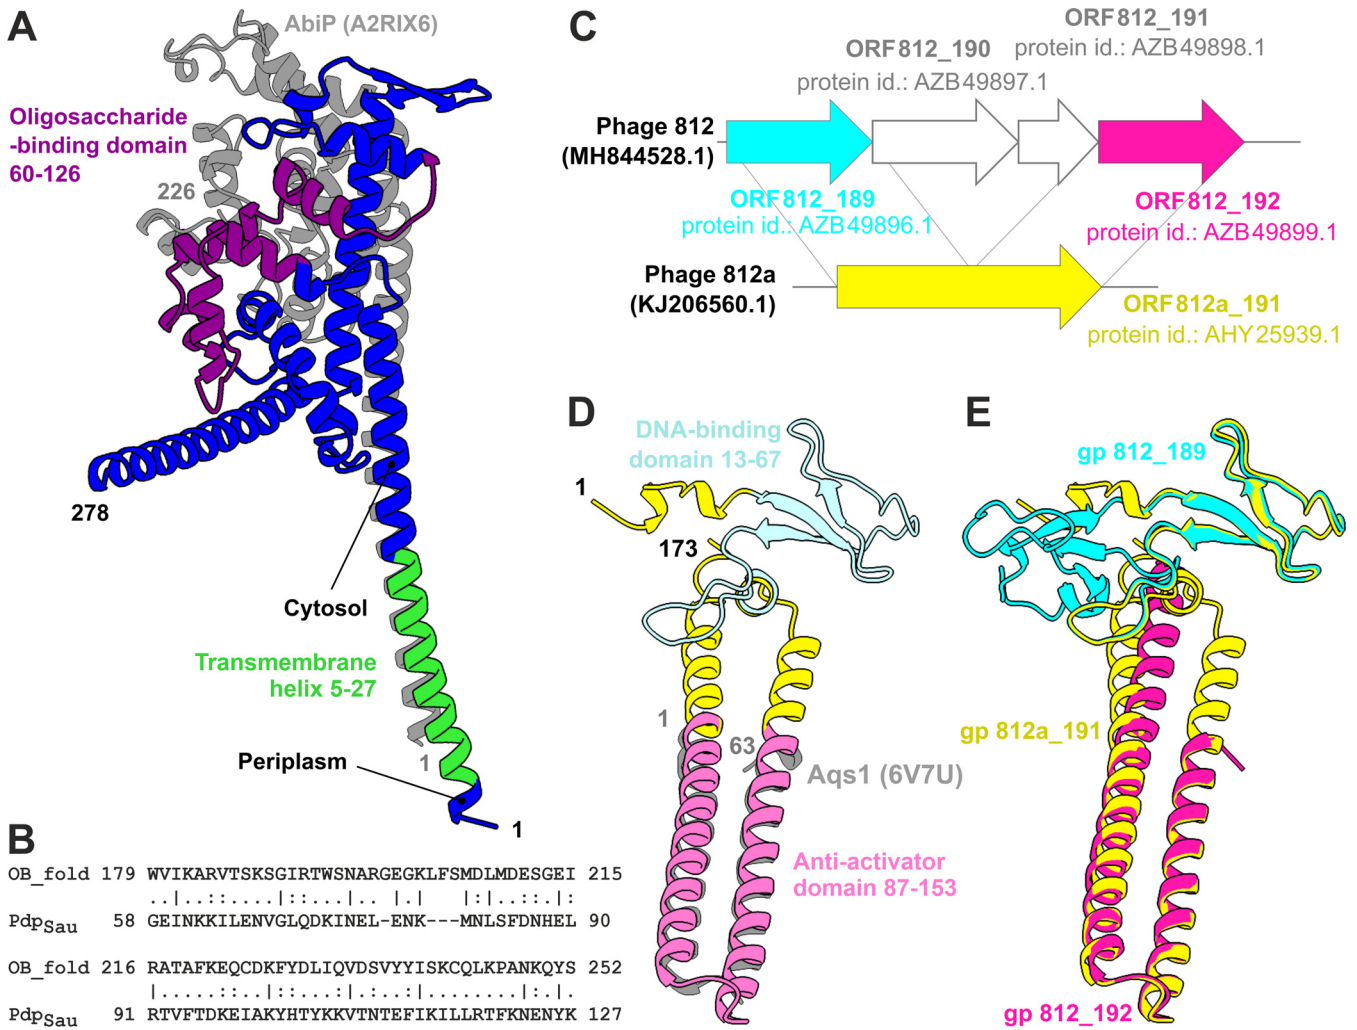 A
AbiP (A2RIX6)
Oligosaccharide
-binding domain
60-126
226
278
Cytosol
Transmembrane
helix 5-27
Periplasm
1
1
B
OB_fold 179 WVIKARVTSKSGIRTWSNARGEGKLFSMDLMDESGEI 215
..|....::...:|:...|..|:..|..  .:|.:...:.|:
PdpSau 58 GEINKKILENVGLQDKINEL-ENK---MNLSFDNHEL 90
OB_fold 216 RATAFKEQCDKFYDLIQVDSVYYISKCQLKPANKQYS 252
PdpSau 91 RTVFTDKEIAKYHTYKKVTNTEFIKILLRTFKNENYK 127
C
ORF812_191
protein id.: AZB49898.1
ORF812_190
protein id.: AZB49897.1
Phage 812
(MH844528.1)
ORF812_189
protein id.: AZB49896.1
ORF812_192
protein id.: AZB49899.1
Phage 812a
(KJ206560.1)
ORF812a_191
protein id.: AHY25939.1
D
DNA-binding
domain 13-67
1
173
1
63
Aqs1 (6V7U)
Anti-activator
domain 87-153
E
gp 812_189
gp 812a_191
gp 812_192